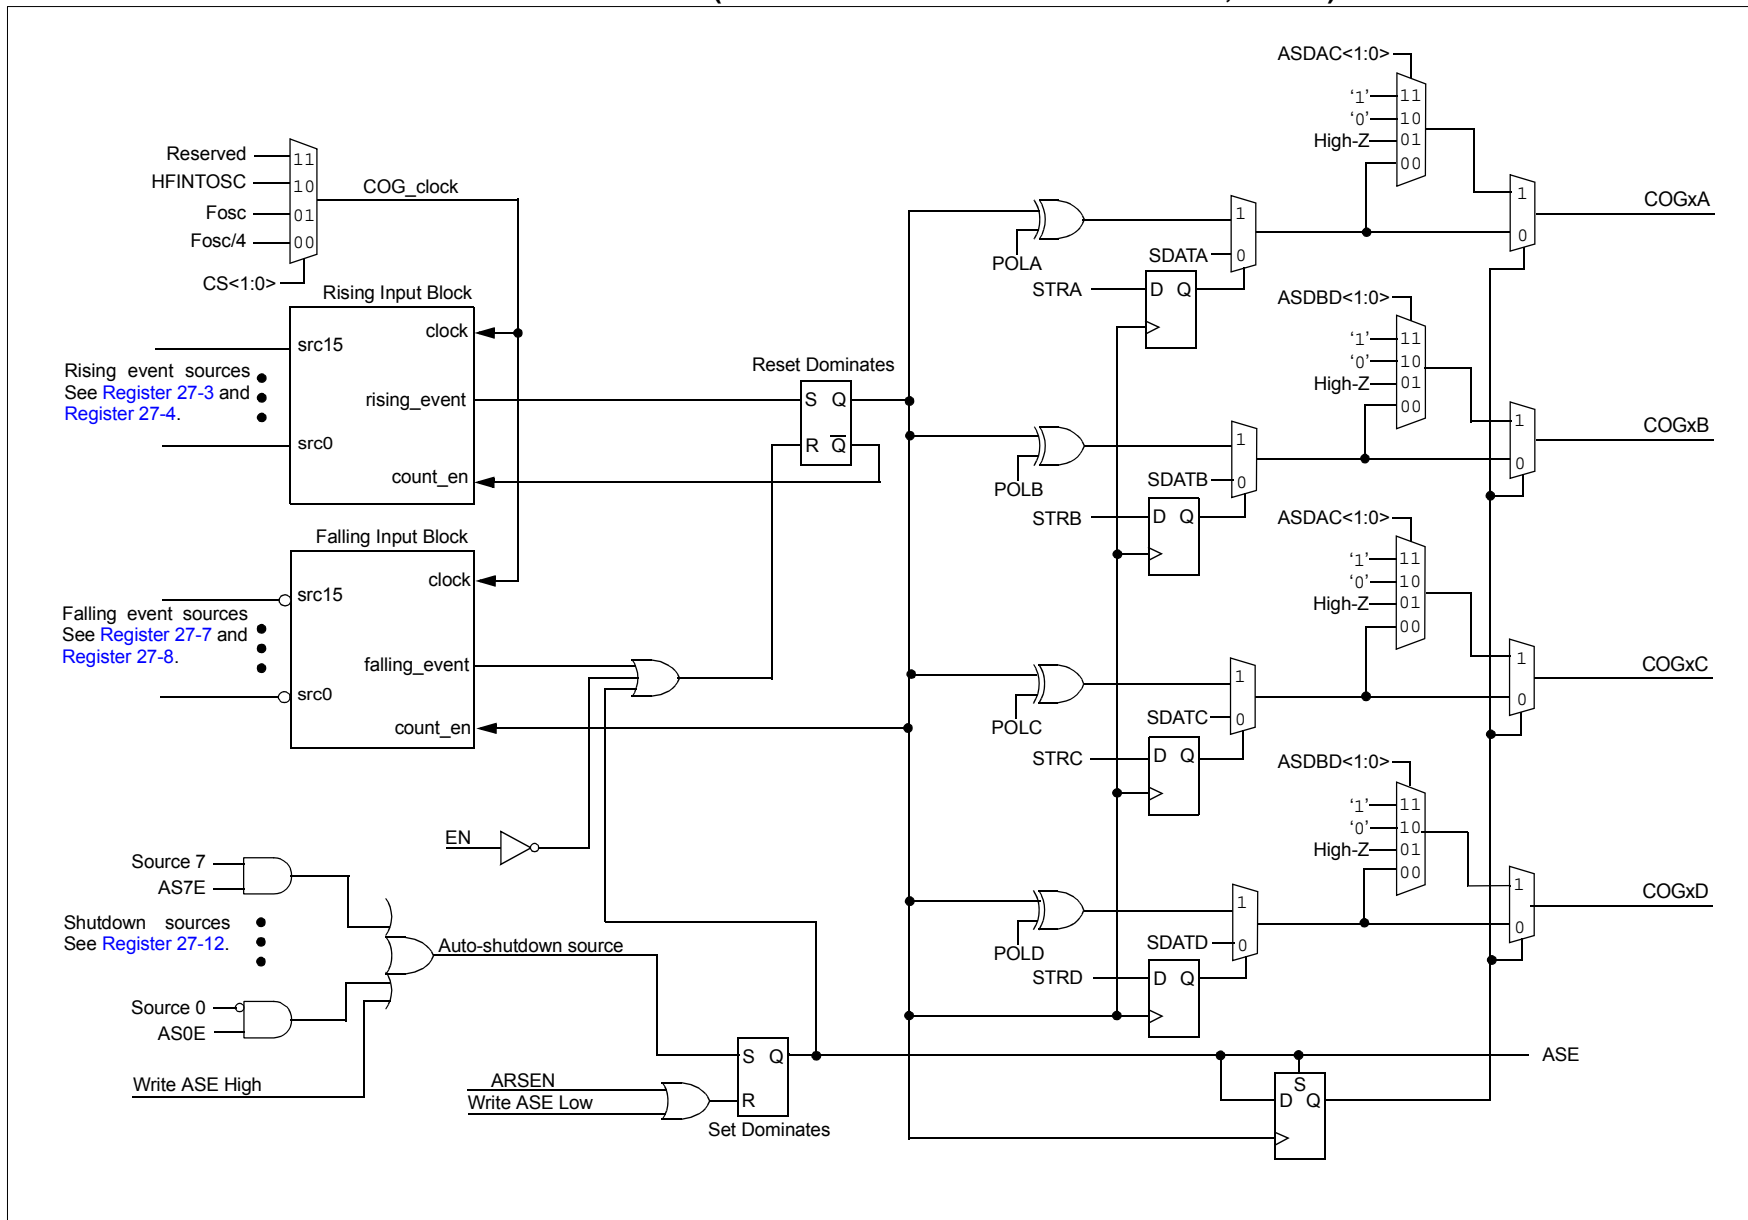 ASDAC<1:0>
‘1’ 11
‘0’ 10
High-Z 01
00
1
0
COGxA
Reserved 11
HFINTOSC 10
Fosc 01
Fosc/4 00
COG_clock
CS<1:0>
Rising Input Block
clock
src15
Rising event sources
See Register 27-3 and
Register 27-4.
rising_event
src0
count_en
Reset Dominates
S Q
R Q̅
POLA
1
SDATA 0
STRA
D Q
ASDBD<1:0>
‘1’ 11
‘0’ 10
High-Z 01
00
1
0
COGxB
POLB
1
SDATB 0
STRB
D Q
Falling Input Block
clock
src15
Falling event sources
See Register 27-7 and
Register 27-8.
falling_event
src0
count_en
ASDAC<1:0>
‘1’ 11
‘0’ 10
High-Z 01
00
1
0
COGxC
POLC
1
SDATC 0
STRC
D Q
ASDBD<1:0>
‘1’ 11
‘0’ 10
High-Z 01
00
1
0
COGxD
POLD
1
SDATD 0
STRD
D Q
EN
Source 7
AS7E
Shutdown sources
See Register 27-12.
Auto-shutdown source
Source 0
AS0E
Write ASE High
ARSEN
Write ASE Low
S Q
R
Set Dominates
ASE
S
D Q